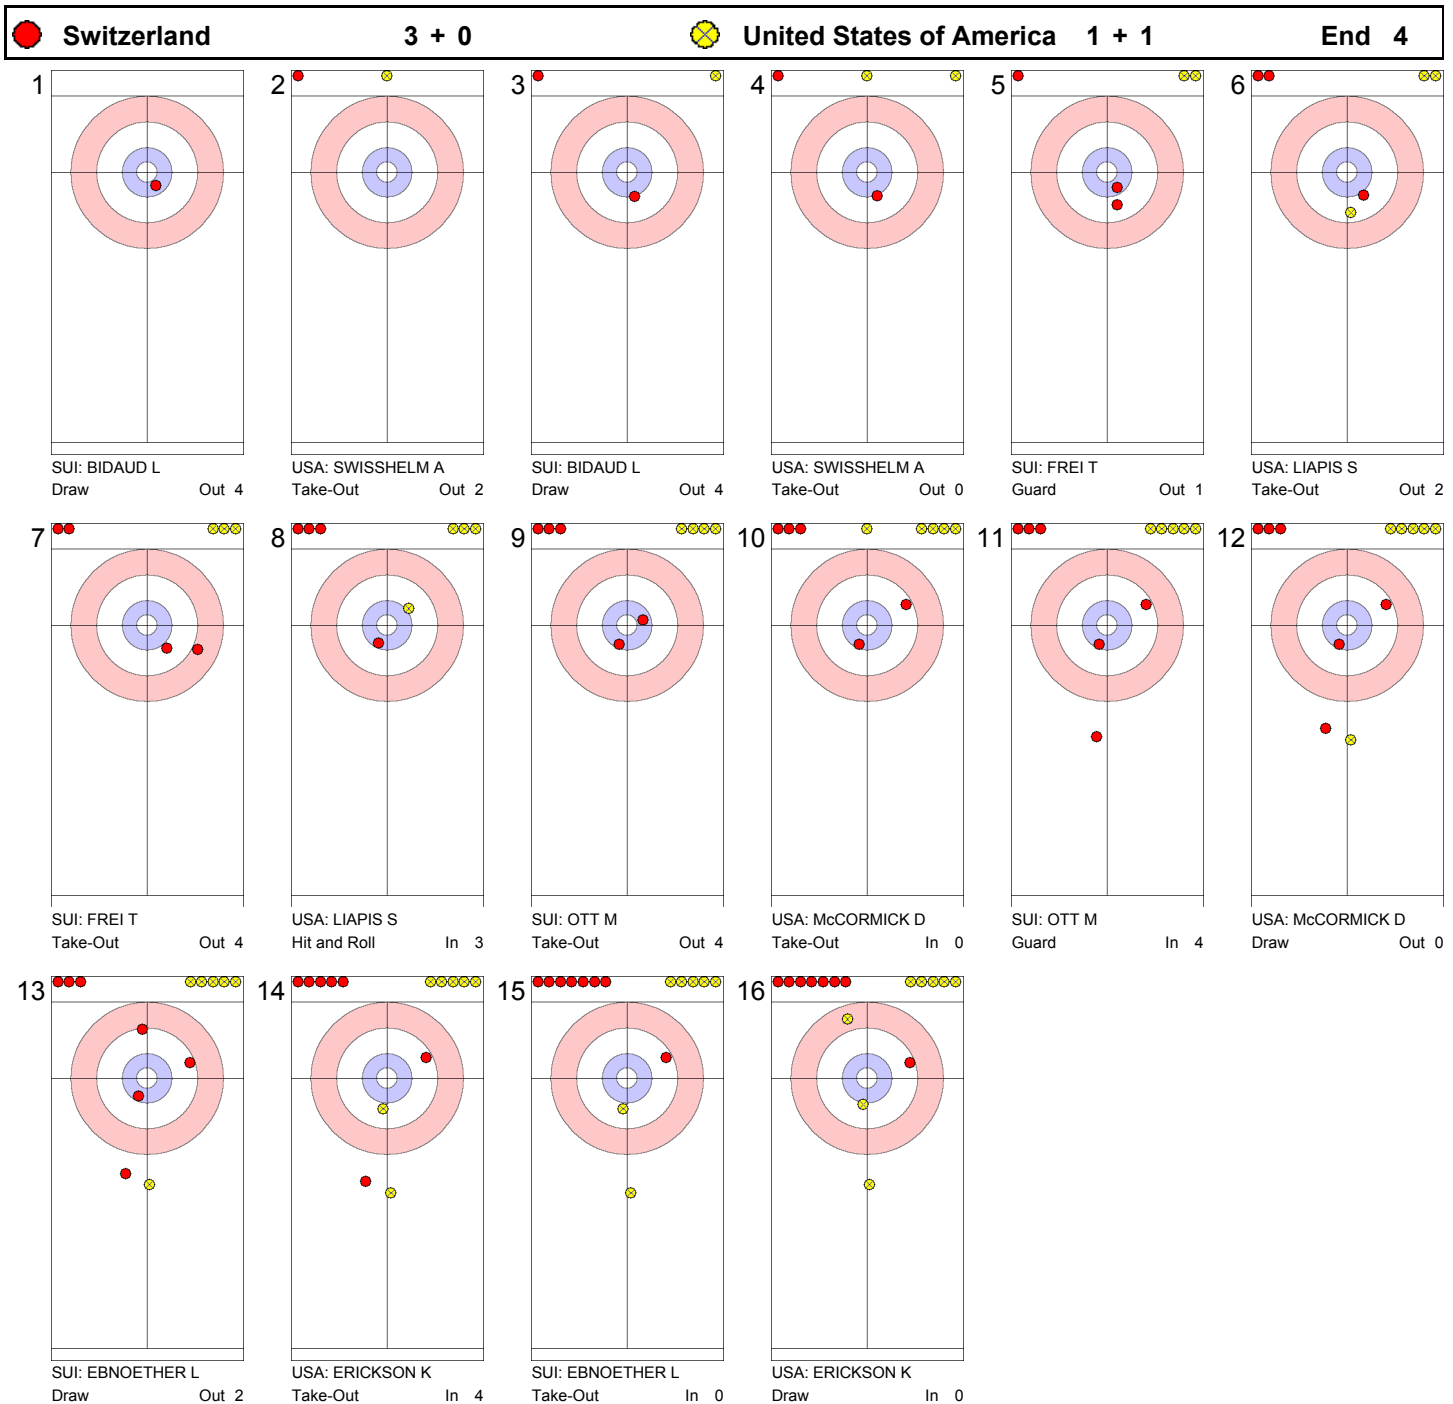 Switzerland 3 + 0 United States of America 1 + 1 End 4
1 2 3 4 5 6
SUI: BIDAUD L USA: SWISSHELM A SUI: BIDAUD L USA: SWISSHELM A SUI: FREI T USA: LIAPIS S
Draw Out 4 Take-Out Out 2 Draw Out 4 Take-Out Out 0 Guard Out 1 Take-Out Out 2
7 8 9 10 11 12
SUI: FREI T USA: LIAPIS S SUI: OTT M USA: McCORMICK D SUI: OTT M USA: McCORMICK D
Take-Out Out 4 Hit and Roll In 3 Take-Out Out 4 Take-Out In 0 Guard In 4 Draw Out 0
13 14 15 16
SUI: EBNOETHER L USA: ERICKSON K SUI: EBNOETHER L USA: ERICKSON K
Draw Out 2 Take-Out In 4 Take-Out In 0 Draw In 0